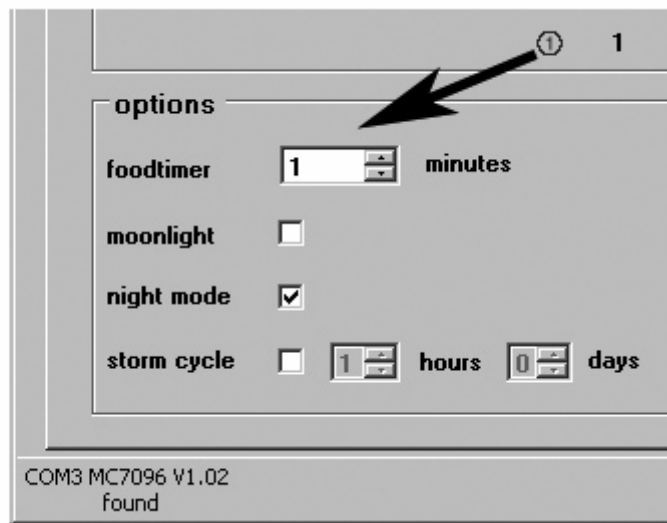 ① 1
options
foodtimer 1 minutes
moonlight
night mode
storm cycle 1 hours 0 days
COM3 MC7096 V1.02
found